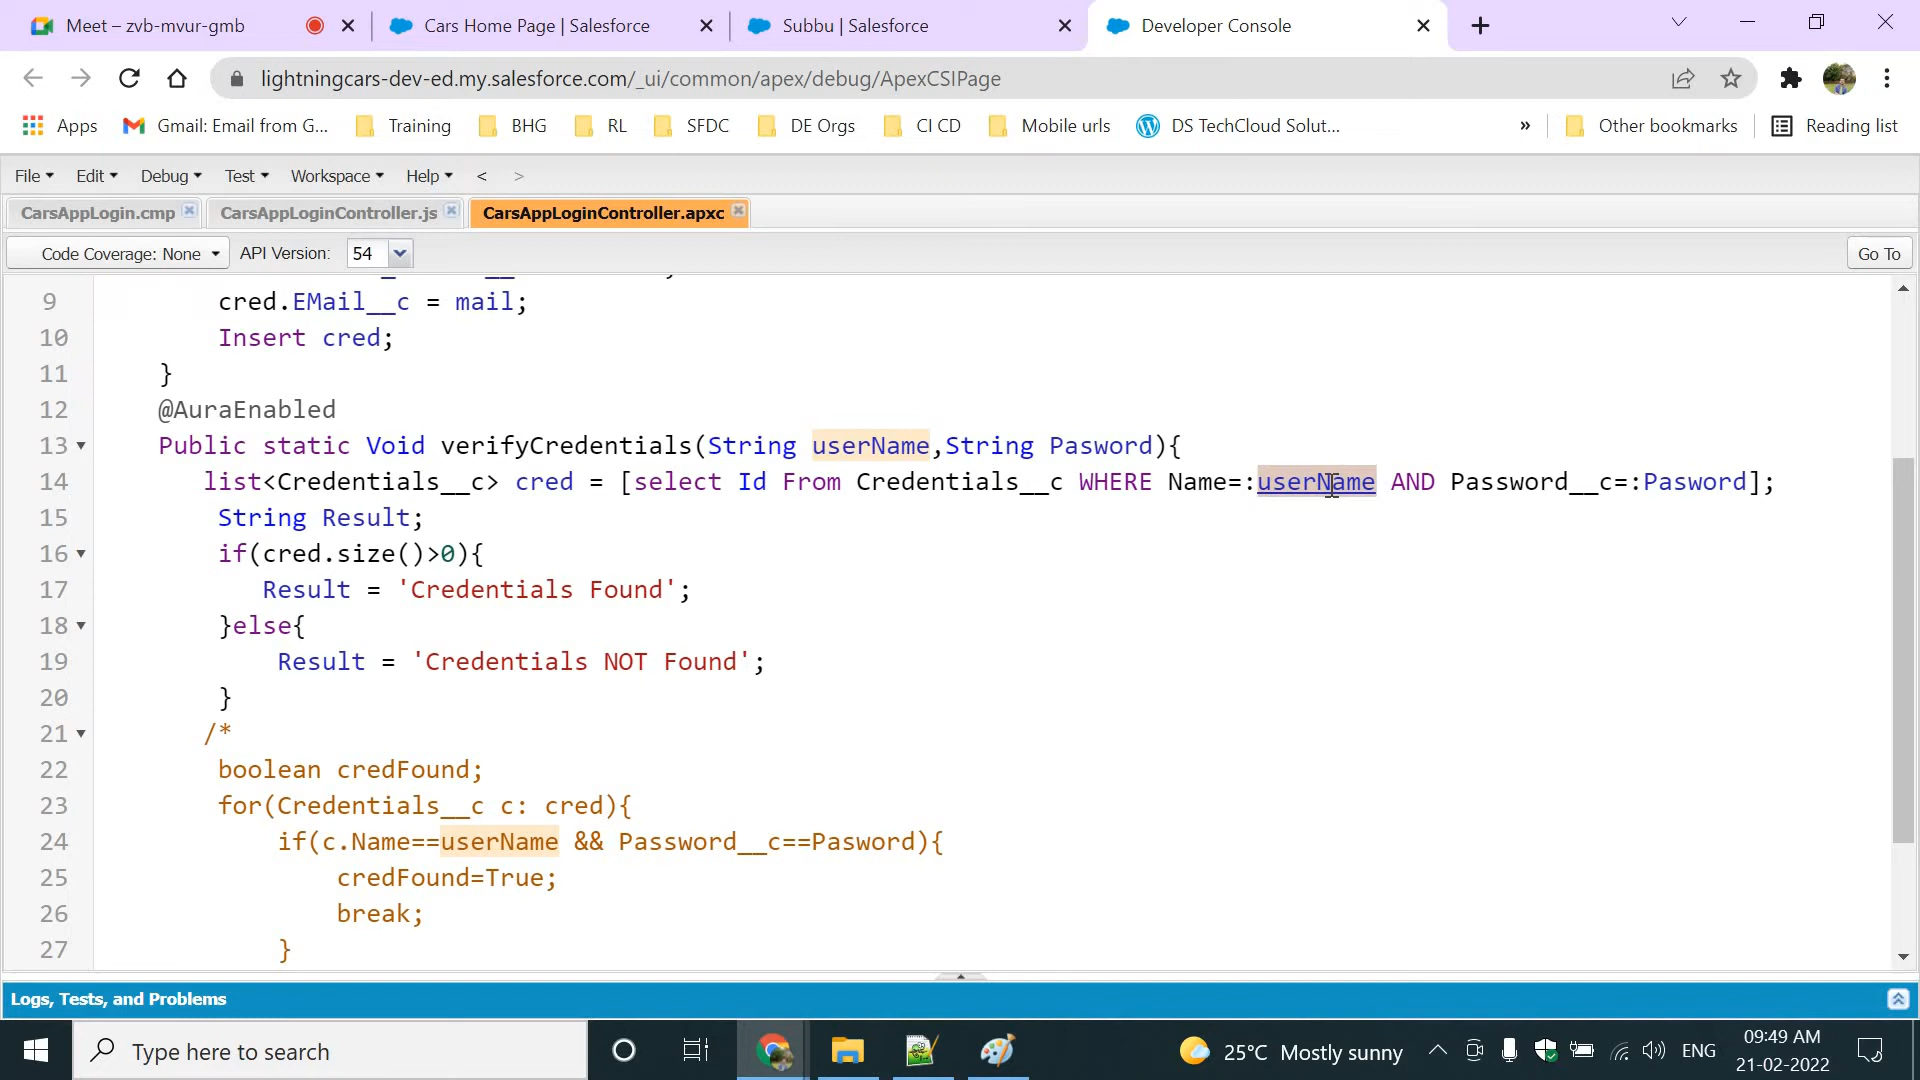 Meet – zvb-mvur-gmb
Cars Home Page | Salesforce
Subbu | Salesforce
Developer Console
lightningcars-dev-ed.my.salesforce.com/_ui/common/apex/debug/ApexCSIPage
Apps
Gmail: Email from G...
Training
BHG
RL
SFDC
DE Orgs
CI CD
Mobile urls
DS TechCloud Solut...
»
Other bookmarks
Reading list
File Edit Debug Test Workspace Help < >
CarsAppLogin.cmp
CarsAppLoginController.js
CarsAppLoginController.apxc
Code Coverage: None API Version: 54 Go To
9 cred.EMail__c = mail;
10 Insert cred;
11 }
12 @AuraEnabled
13 Public static Void verifyCredentials(String userName,String Pasword){
14 list<Credentials__c> cred = [select Id From Credentials__c WHERE Name=:userName AND Password__c=:Pasword];
15 String Result;
16 if(cred.size()>0){
17 Result = 'Credentials Found';
18 }else{
19 Result = 'Credentials NOT Found';
20 }
21 /*
22 boolean credFound;
23 for(Credentials__c c: cred){
24 if(c.Name==userName && Password__c==Pasword){
25 credFound=True;
26 break;
27 }
Logs, Tests, and Problems
Type here to search
25°C Mostly sunny
ENG
09:49 AM
21-02-2022